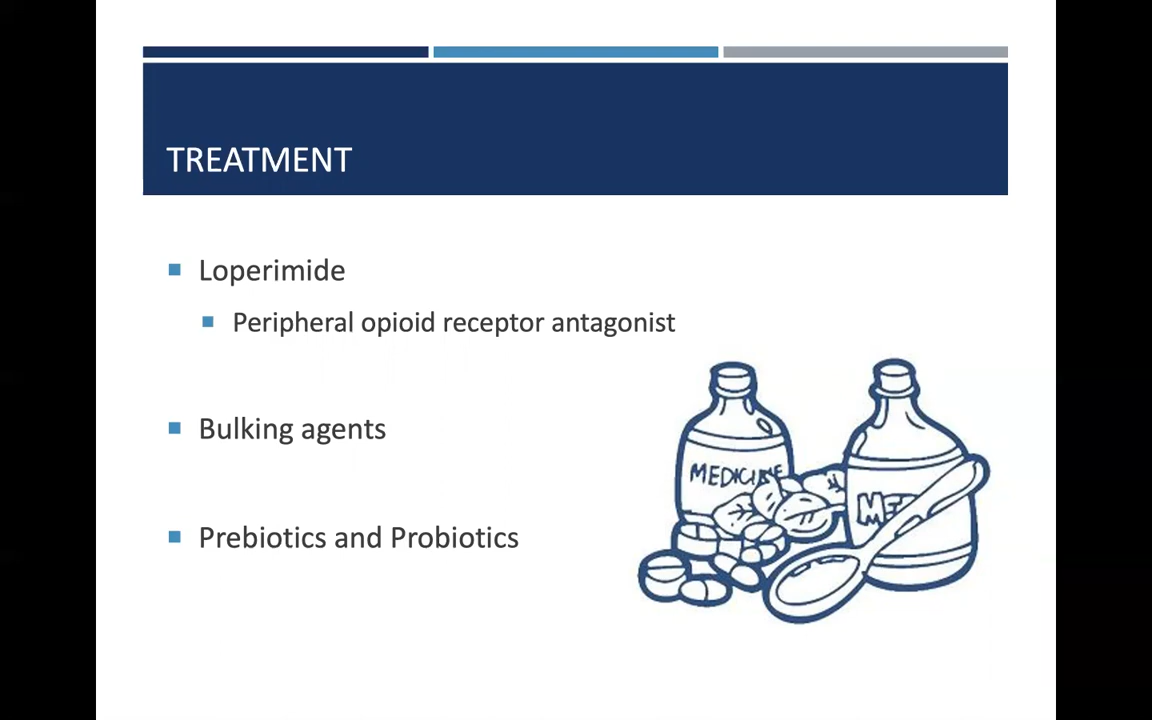 TREATMENT
Loperimide
Peripheral opioid receptor antagonist
Bulking agents
Prebiotics and Probiotics
MEDICINE